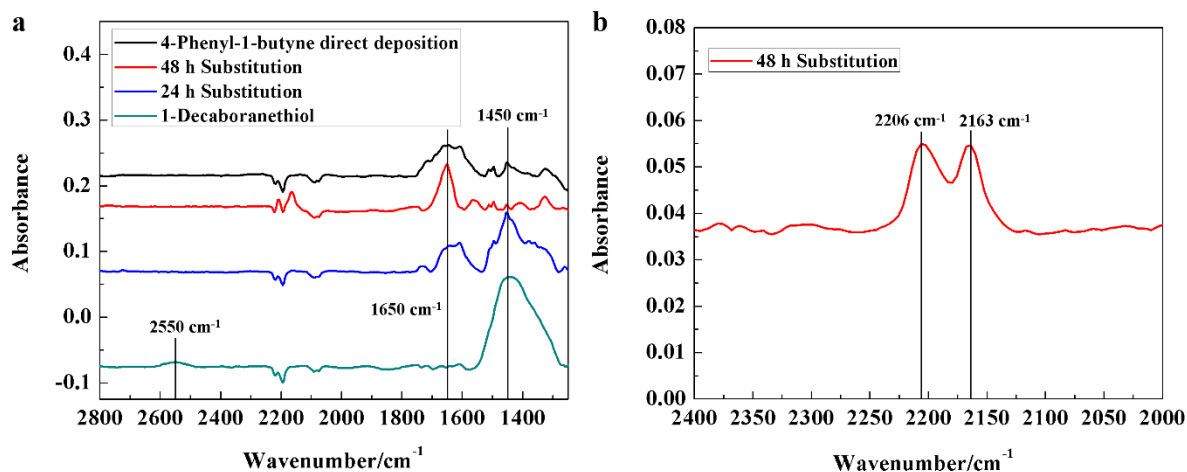 a
4-Phenyl-1-butyne direct deposition
48 h Substitution
24 h Substitution
1-Decaboranethiol
1450 cm⁻¹
1650 cm⁻¹
2550 cm⁻¹
0.4
0.3
0.2
0.1
0.0
-0.1
Absorbance
2800 2600 2400 2200 2000 1800 1600 1400
Wavenumber/cm⁻¹
b
48 h Substitution
2206 cm⁻¹ 2163 cm⁻¹
0.08
0.07
0.06
0.05
0.04
0.03
0.02
0.01
0.00
Absorbance
2400 2350 2300 2250 2200 2150 2100 2050 2000
Wavenumber/cm⁻¹